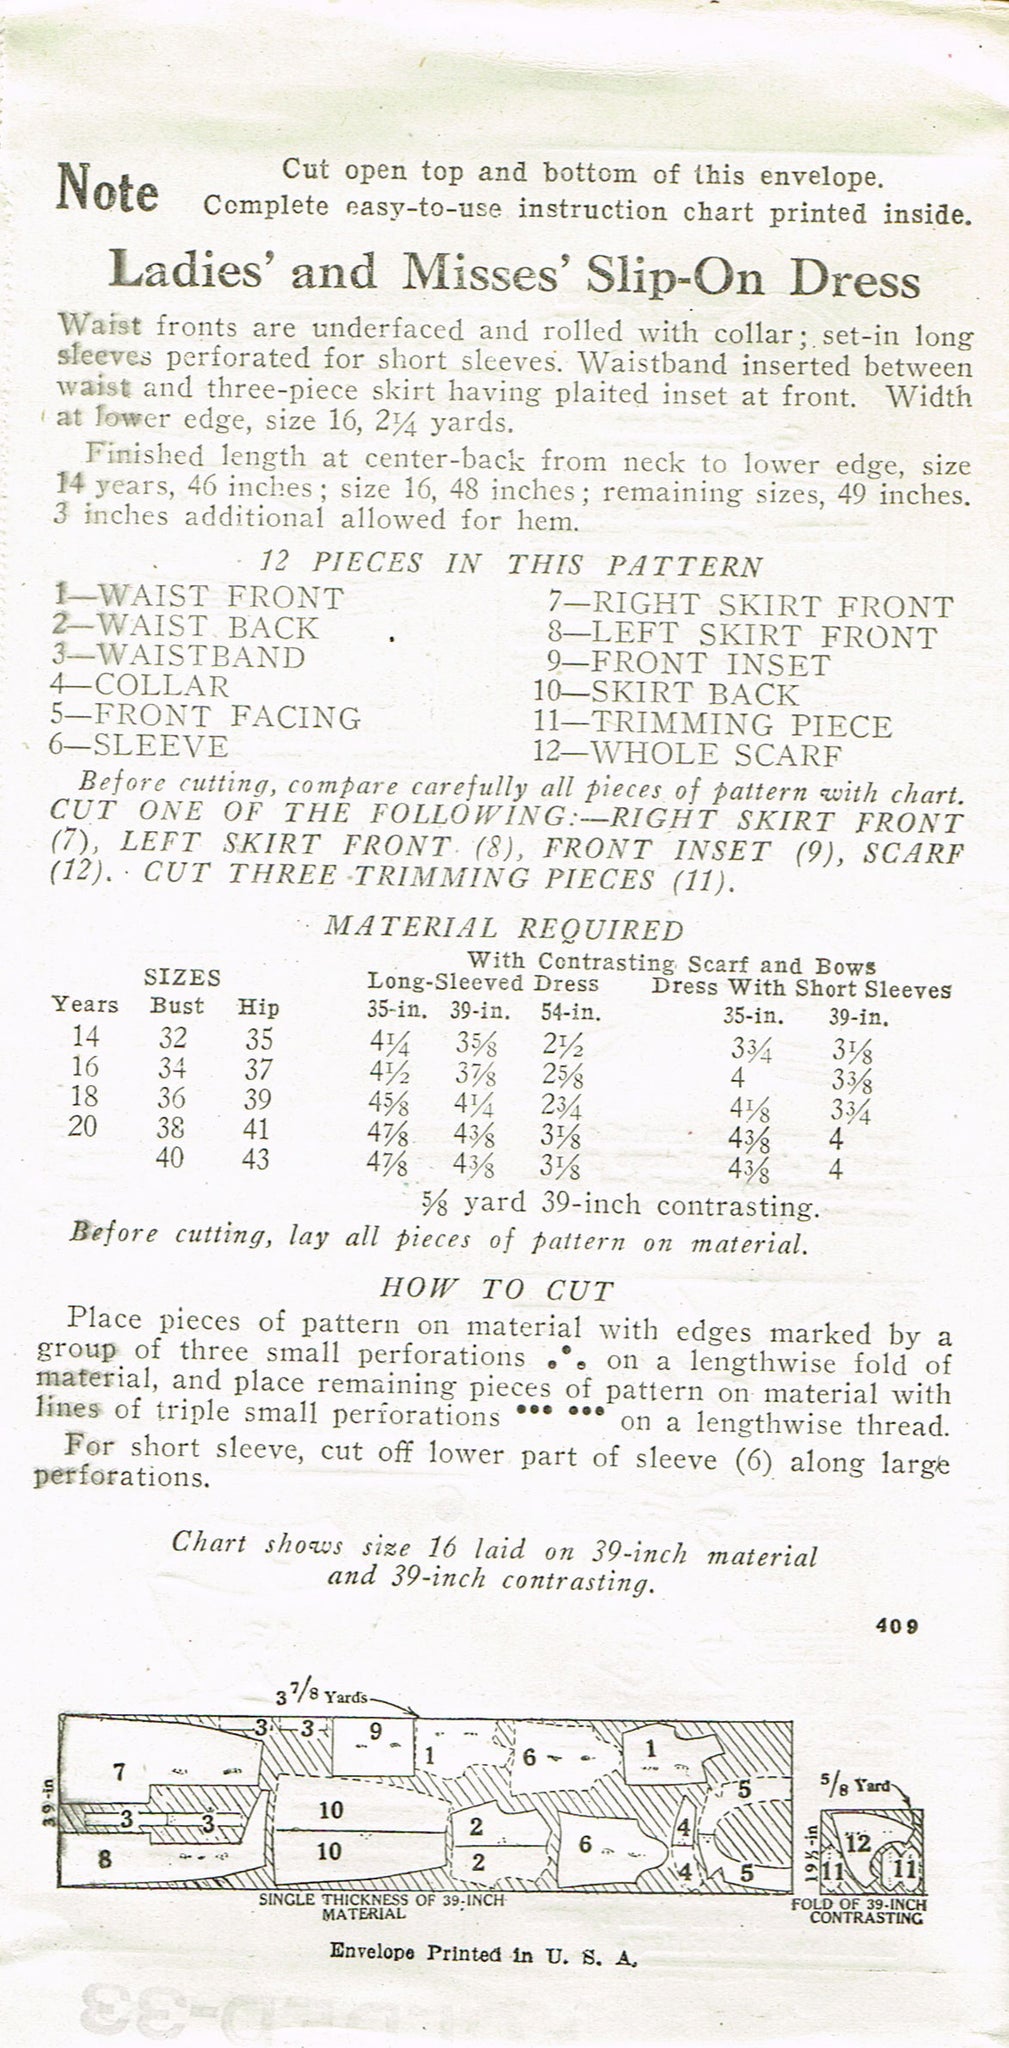 Note
Cut open top and bottom of this envelope.
Complete easy-to-use instruction chart printed inside.
Ladies' and Misses' Slip-On Dress
Waist fronts are underfaced and rolled with collar; set-in long
sleeves perforated for short sleeves. Waistband inserted between
waist and three-piece skirt having plaited inset at front. Width
at lower edge, size 16, 2¼ yards.
Finished length at center-back from neck to lower edge, size
14 years, 46 inches; size 16, 48 inches; remaining sizes, 49 inches.
3 inches additional allowed for hem.
12 PIECES IN THIS PATTERN
1—WAIST FRONT
2—WAIST BACK
3—WAISTBAND
4—COLLAR
5—FRONT FACING
6—SLEEVE
7—RIGHT SKIRT FRONT
8—LEFT SKIRT FRONT
9—FRONT INSET
10—SKIRT BACK
11—TRIMMING PIECE
12—WHOLE SCARF
Before cutting, compare carefully all pieces of pattern with chart.
CUT ONE OF THE FOLLOWING:—RIGHT SKIRT FRONT
(7), LEFT SKIRT FRONT (8), FRONT INSET (9), SCARF
(12). CUT THREE TRIMMING PIECES (11).
MATERIAL REQUIRED
With Contrasting Scarf and Bows
SIZES Long-Sleeved Dress Dress With Short Sleeves
Years Bust Hip 35-in. 39-in. 54-in. 35-in. 39-in.
14 32 35 4¼ 3⅝ 2½ 3¾ 3⅛
16 34 37 4½ 3⅞ 2⅝ 4 3⅜
18 36 39 4⅝ 4¼ 2¾ 4⅛ 3¾
20 38 41 4⅞ 4⅜ 3⅛ 4⅜ 4
40 43 4⅞ 4⅜ 3⅛ 4⅜ 4
⅝ yard 39-inch contrasting.
Before cutting, lay all pieces of pattern on material.
HOW TO CUT
Place pieces of pattern on material with edges marked by a
group of three small perforations on a lengthwise fold of
material, and place remaining pieces of pattern on material with
lines of triple small perforations ••• ••• on a lengthwise thread.
For short sleeve, cut off lower part of sleeve (6) along large
perforations.
Chart shows size 16 laid on 39-inch material
and 39-inch contrasting.
409
3 7/8 Yards
39-in
7
3
3
9
1
6
1
3
3
10
2
5
8
10
2
6
4
4
5
5/8 Yard
19½-in
12
11
11
SINGLE THICKNESS OF 39-INCH
MATERIAL
FOLD OF 39-INCH
CONTRASTING
Envelope Printed in U. S. A.